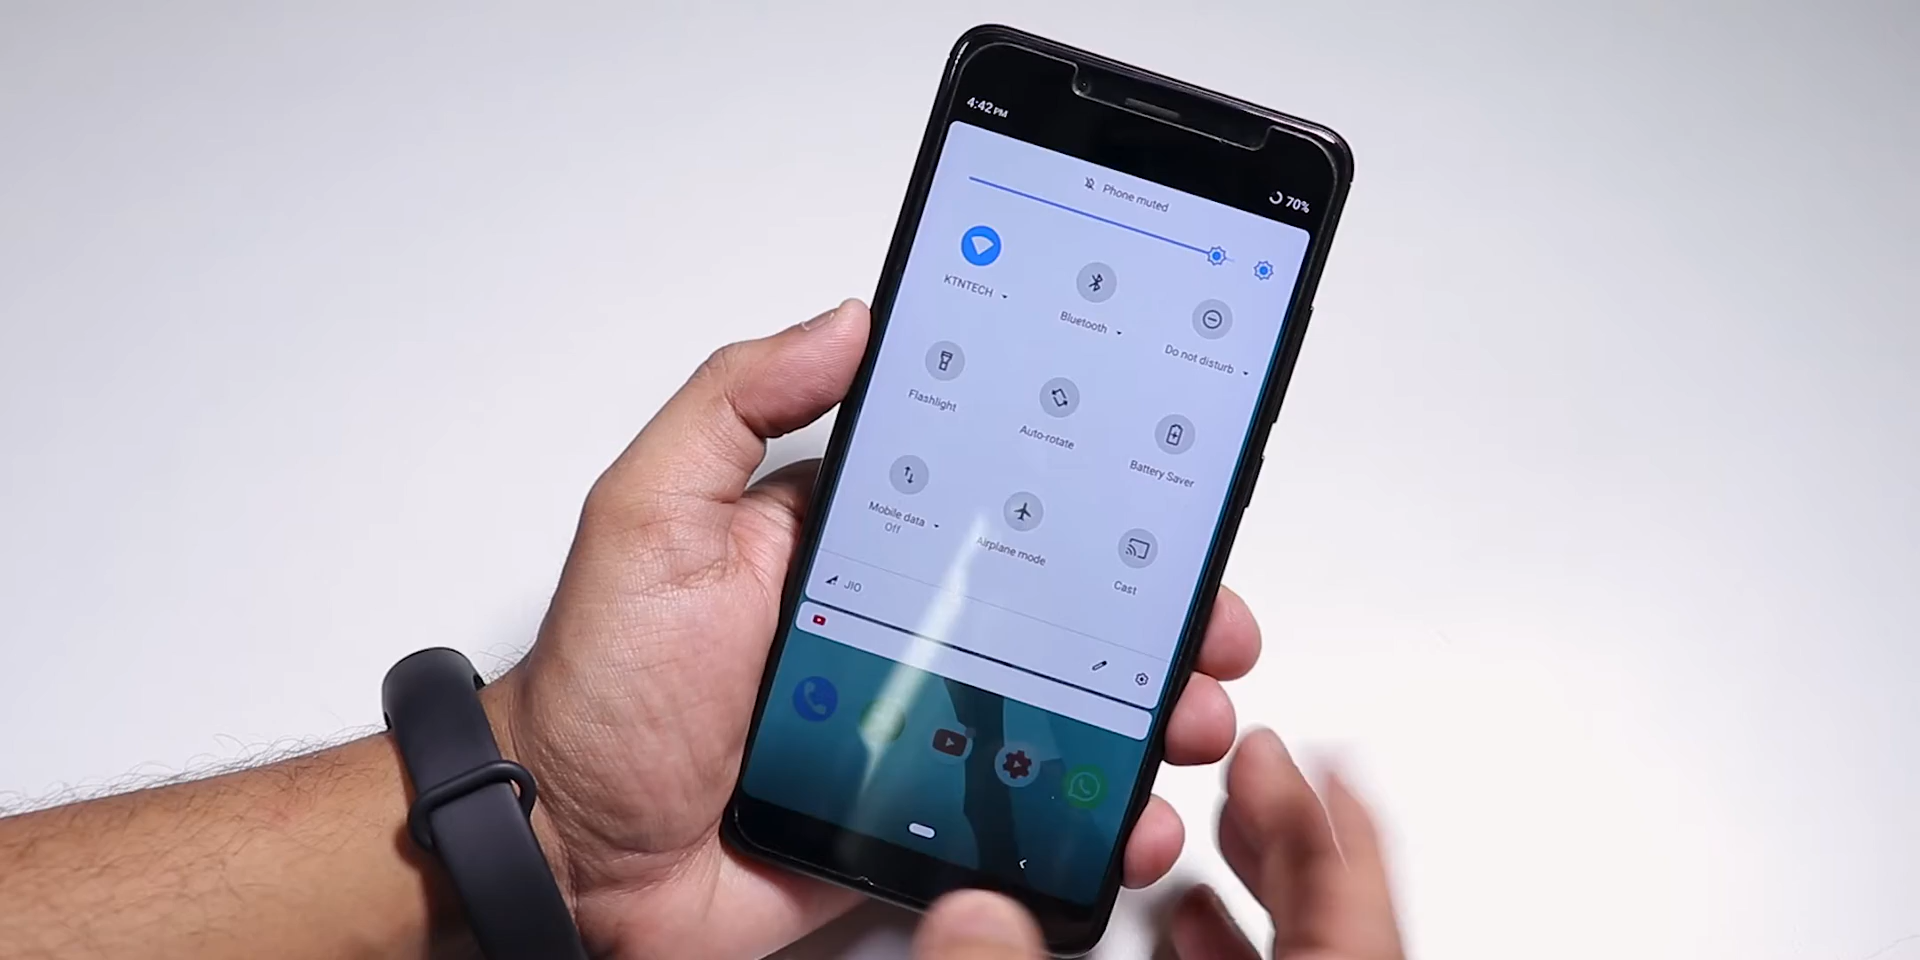 4:42 PM
70%
Phone muted
KTNTECH
Bluetooth
Do not disturb
Flashlight
Auto-rotate
Battery Saver
Mobile data
Off
Airplane mode
Cast
JIO